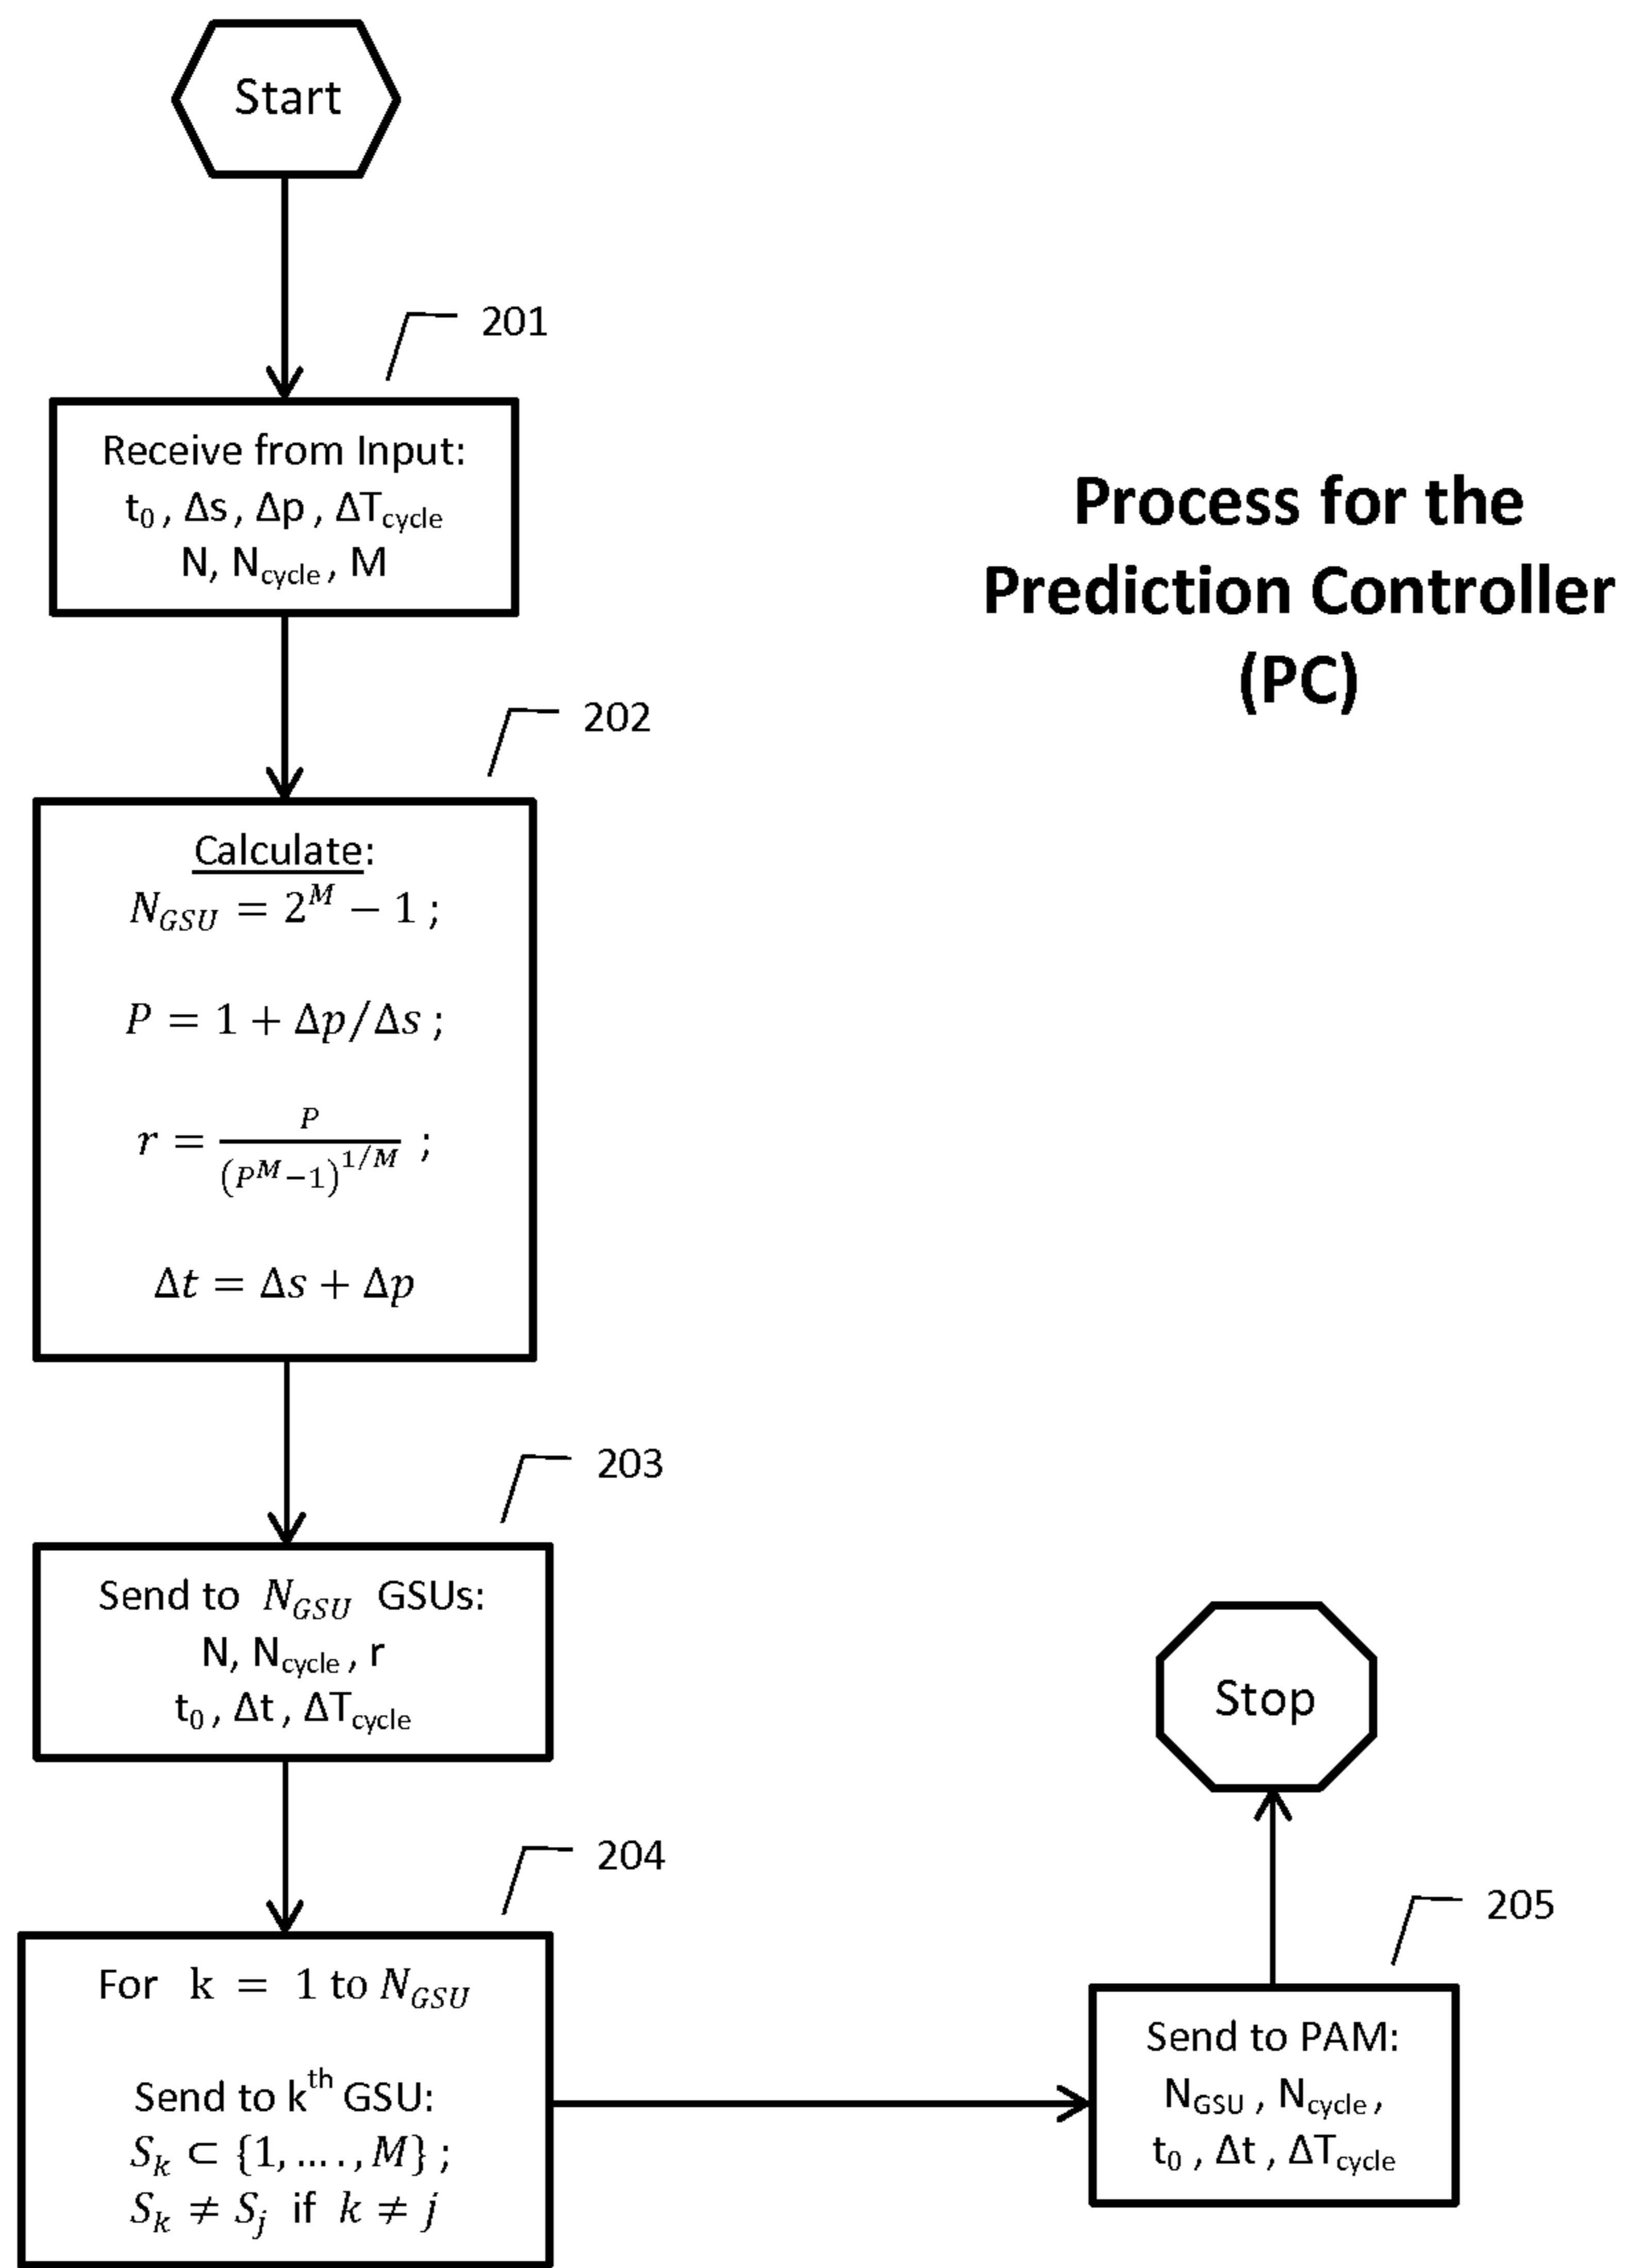 Start
201
Receive from Input:
t₀ , Δs , Δp , ΔT_cycle
N, N_cycle , M
Process for the
Prediction Controller
(PC)
202
Calculate:
N_GSU = 2^M − 1 ;
P = 1 + Δp/Δs ;
r = P / (P^M−1)^1/M ;
Δt = Δs + Δp
203
Send to N_GSU GSUs:
N, N_cycle , r
t₀ , Δt , ΔT_cycle
204
For k = 1 to N_GSU
Send to k^th GSU:
S_k ⊂ {1, … . , M} ;
S_k ≠ S_j if k ≠ j
205
Send to PAM:
N_GSU , N_cycle ,
t₀ , Δt , ΔT_cycle
Stop